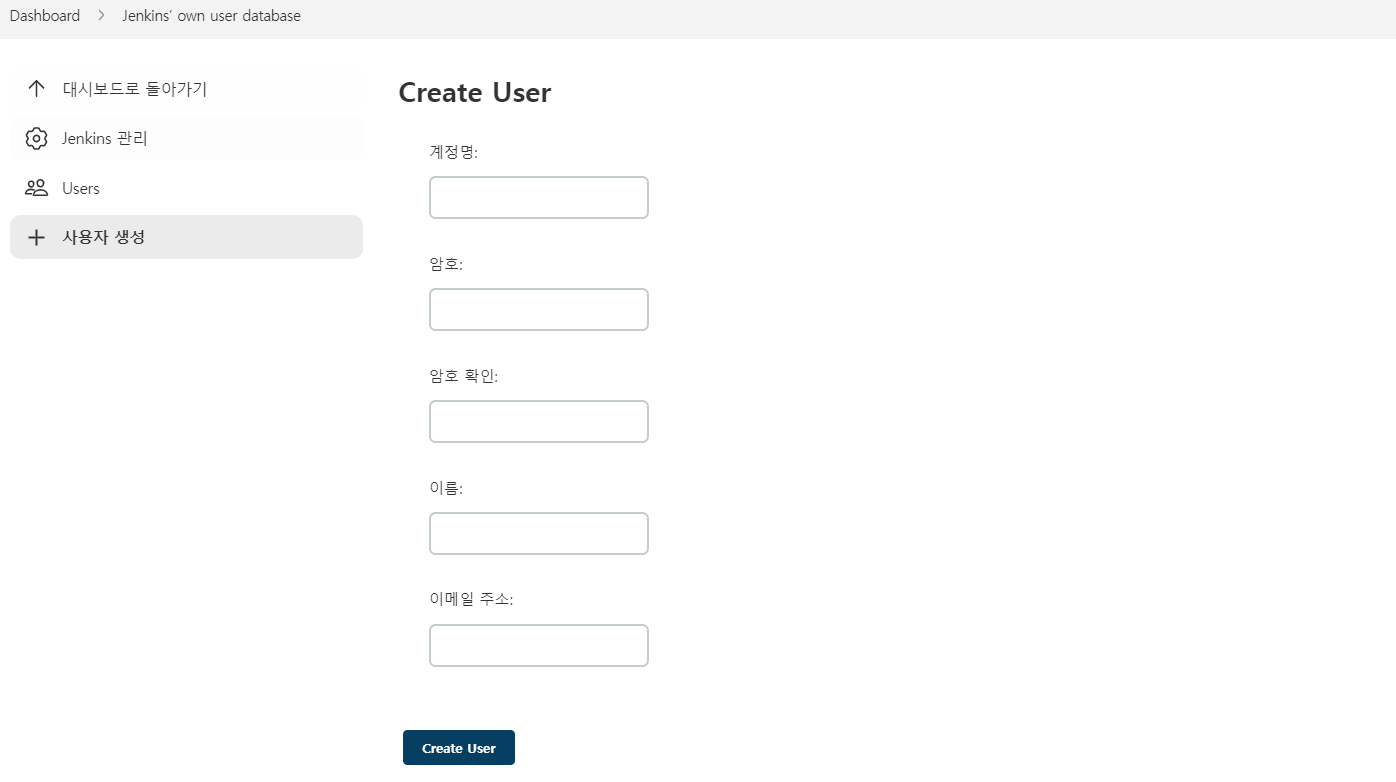 Dashboard > Jenkins' own user database
대시보드로 돌아가기
Jenkins 관리
Users
사용자 생성
Create User
계정명:
암호:
암호 확인:
이름:
이메일 주소:
Create User